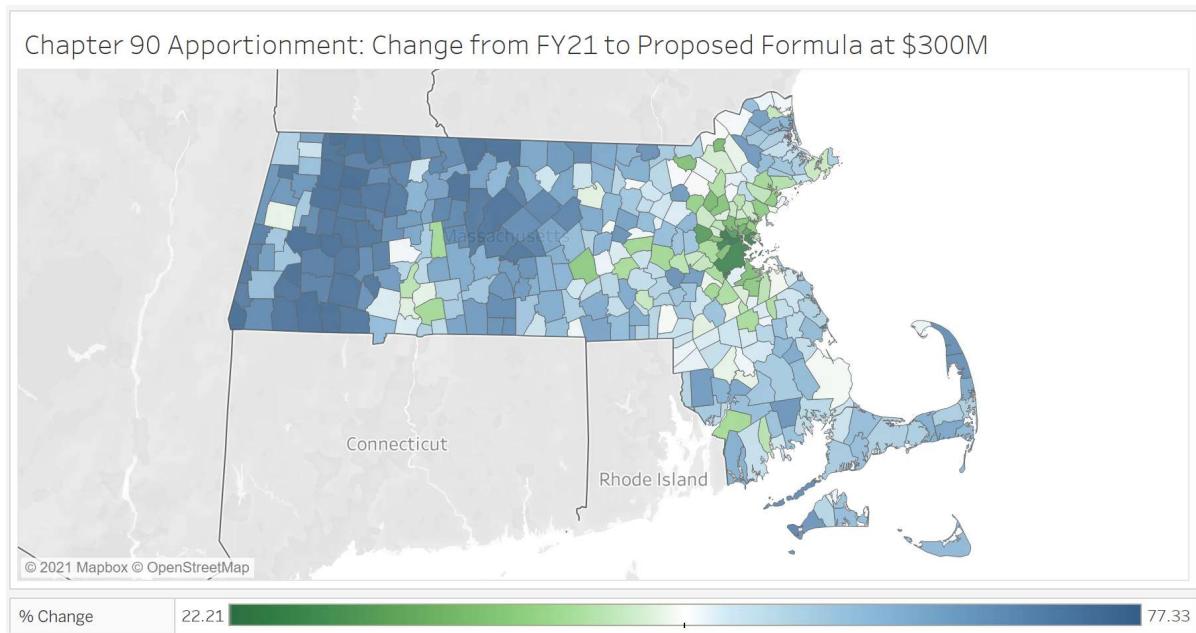 Chapter 90 Apportionment: Change from FY21 to Proposed Formula at $300M
Massachusetts
Connecticut
Rhode Island
© 2021 Mapbox © OpenStreetMap
% Change 22.21 77.33